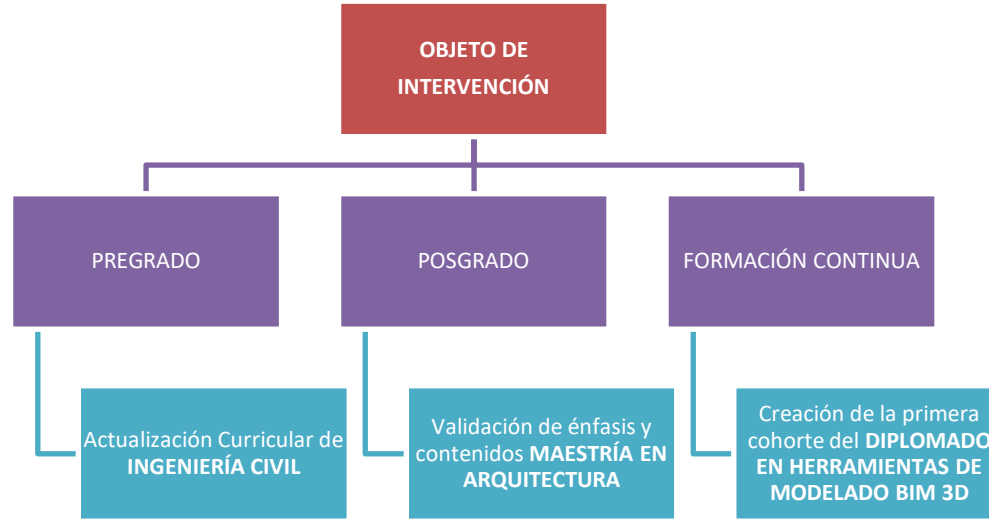 OBJETO DE
INTERVENCIÓN
PREGRADO
POSGRADO
FORMACIÓN CONTINUA
Actualización Curricular de
INGENIERÍA CIVIL
Validación de énfasis y
contenidos MAESTRÍA EN
ARQUITECTURA
Creación de la primera
cohorte del DIPLOMADO
EN HERRAMIENTAS DE
MODELADO BIM 3D